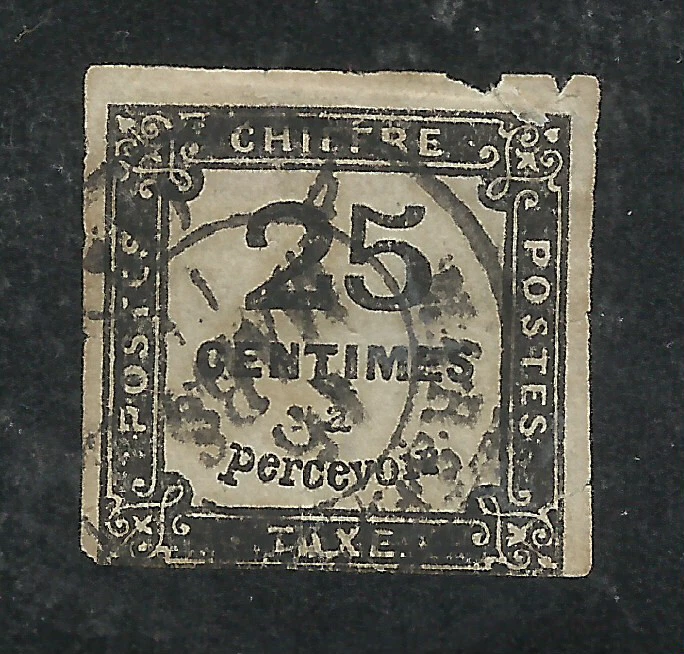 CHIFFRE
POSTES
POSTES
25
CENTIMES
à
percevoir
TAXE